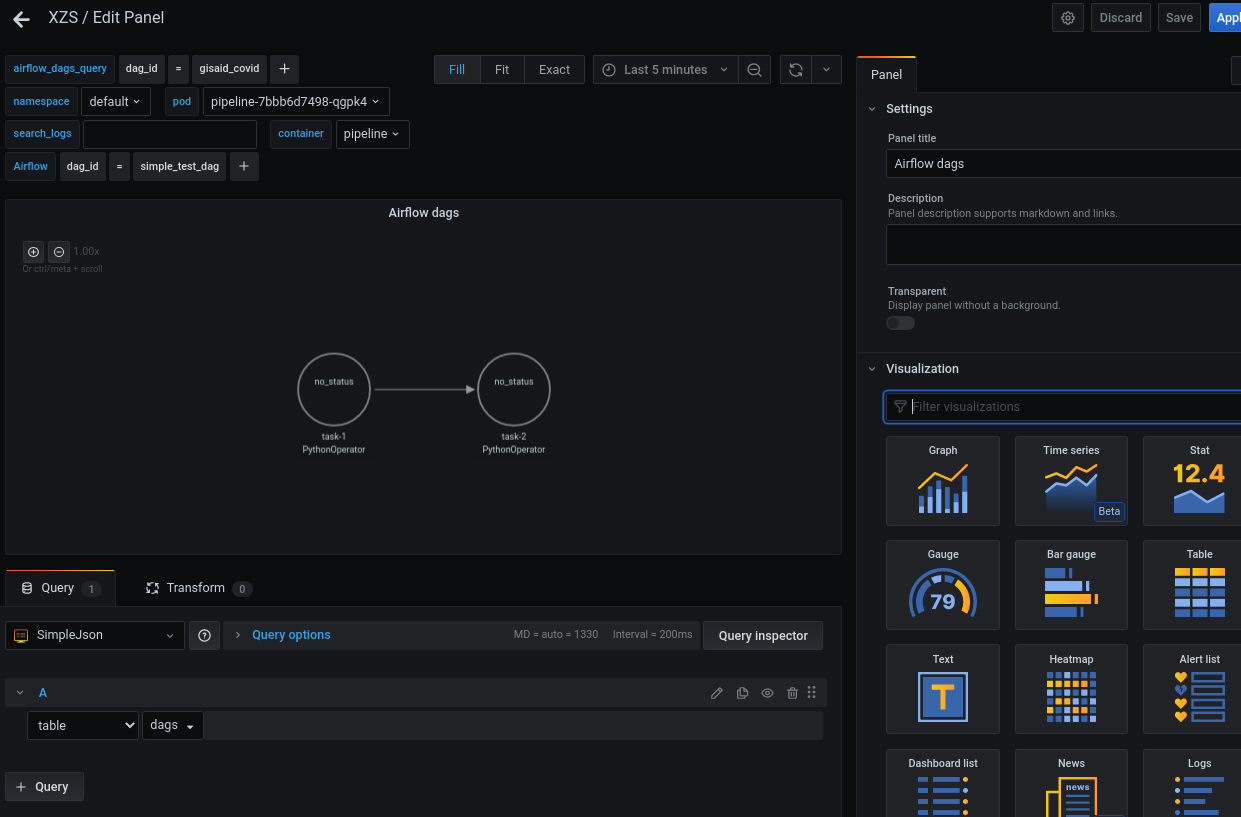 XZS / Edit Panel
Discard
Save
Appl
airflow_dags_query dag_id = gisaid_covid
Fill
Fit
Exact
Last 5 minutes
namespace default
pod pipeline-7bbb6d7498-qgpk4
search_logs
container pipeline
Airflow dag_id = simple_test_dag
Airflow dags
1.00x
Or ctrl/meta + scroll
no_status
no_status
task-1
PythonOperator
task-2
PythonOperator
Query 1
Transform 0
SimpleJson
Query options
MD = auto = 1330
Interval = 200ms
Query inspector
A
table
dags
+ Query
Panel
Settings
Panel title
Airflow dags
Description
Panel description supports markdown and links.
Transparent
Display panel without a background.
Visualization
Filter visualizations
Graph
Time series
Beta
Stat
12.4
Gauge
79
Bar gauge
Table
Text
T
Heatmap
Alert list
Dashboard list
News
news
Logs